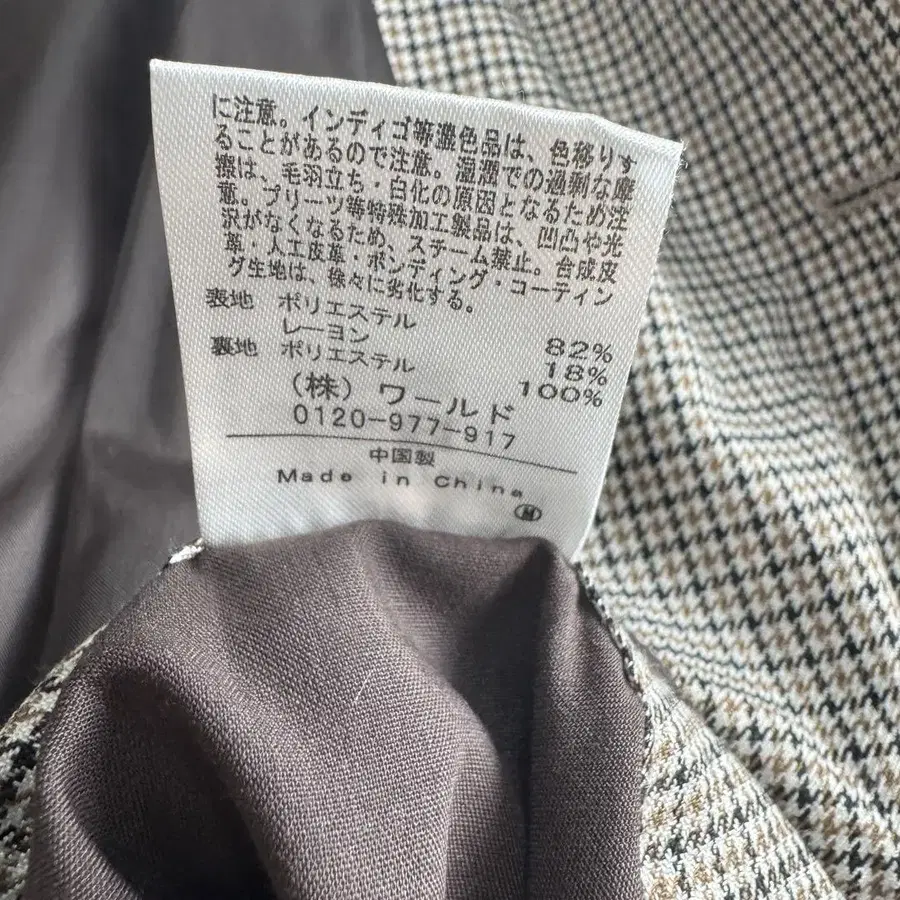 に注意。インディゴ等濃色品は、色移りす
ることがあるので注意。湿潤での過剰な摩
擦は、毛羽立ち・白化の原因となるため注
意。プリーツ等特殊加工製品は、凹凸や光
沢がなくなるため、スチーム禁止。合成皮
革・人工皮革・ボンディング・コーティン
グ生地は、徐々に劣化する。
表地 ポリエステル 82%
レーヨン 18%
裏地 ポリエステル 100%
(株) ワールド
0120-977-917
中国製
Made in China
M